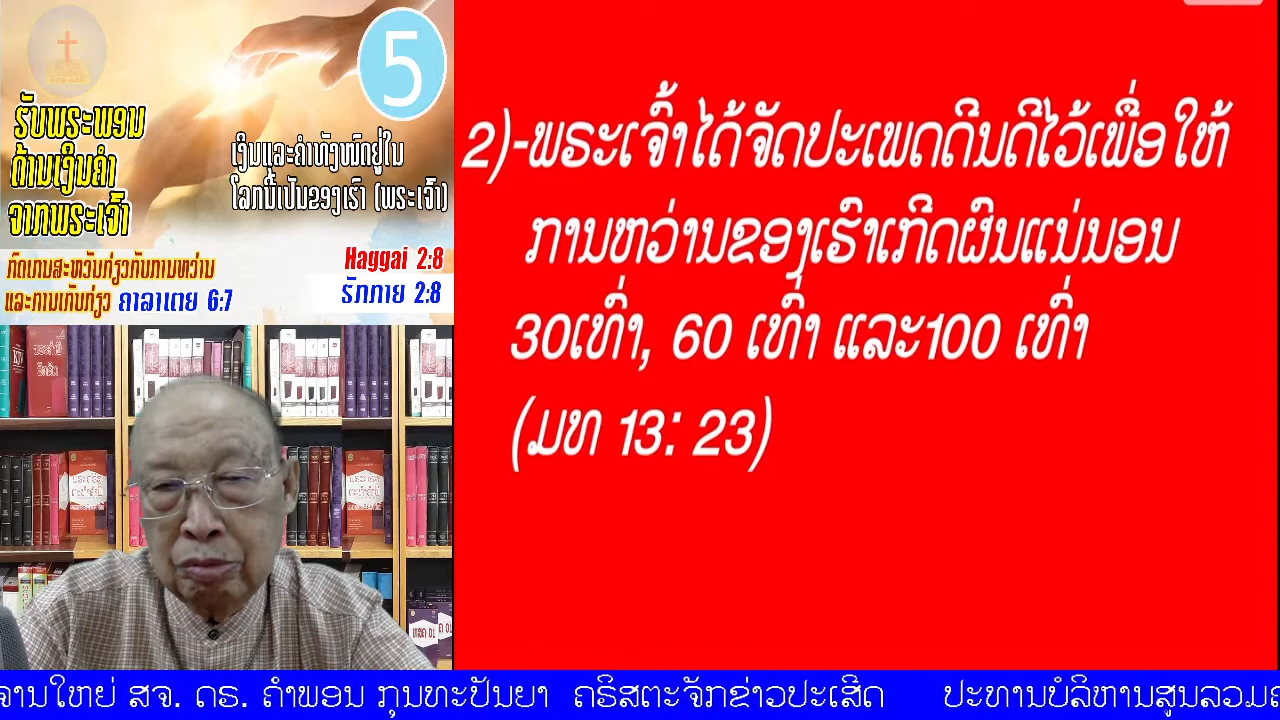 5
ຮັບພຣະພອນ
ດ້ານເງິນຄຳ
ຈາກພຣະເຈົ້າ
ເງິນແລະຄຳທັງໝົດຢູ່ໃນ
ໂລກນີ້ເປັນຂອງເຮົາ (ພຣະເຈົ້າ)
ກົດເກນສະຫວັນກ່ຽວກັບການຫວ່ານ
ແລະການເກັບກ່ຽວ ຄາລາເຕຍ 6:7
Haggai 2:8
ຮັກກາຍ 2:8
2)-ພຣະເຈົ້າໄດ້ຈັດປະເພດດິນດີໄວ້ເພື່ອໃຫ້
ການຫວ່ານຂອງເຮົາເກີດຜົນແນ່ນອນ
30ເທົ່າ, 60 ເທົ່າ ແລະ100 ເທົ່າ
(ມທ 13: 23)
ຈານໃຫຍ່ ສຈ. ດຣ. ຄຳພອນ ກຸນທະປັນຍາ ຄຣິສຕະຈັກຂ່າວປະເສີດ ປະທານບໍລິຫານສູນລວມ